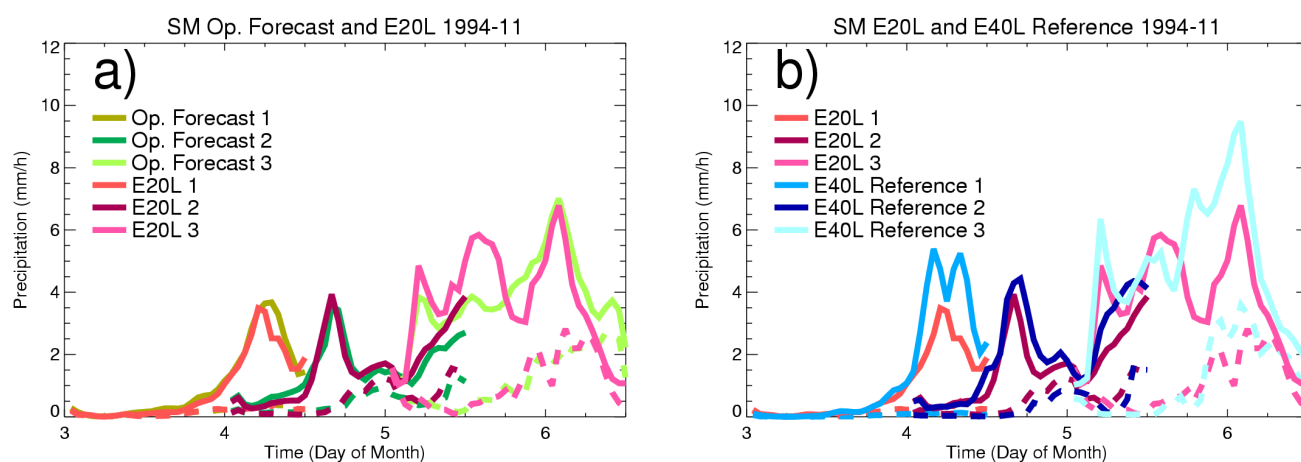 SM Op. Forecast and E20L 1994-11
a)
Precipitation (mm/h)
12
10
8
6
4
2
0
Op. Forecast 1
Op. Forecast 2
Op. Forecast 3
E20L 1
E20L 2
E20L 3
3
4
5
6
Time (Day of Month)
SM E20L and E40L Reference 1994-11
b)
Precipitation (mm/h)
12
10
8
6
4
2
0
E20L 1
E20L 2
E20L 3
E40L Reference 1
E40L Reference 2
E40L Reference 3
3
4
5
6
Time (Day of Month)